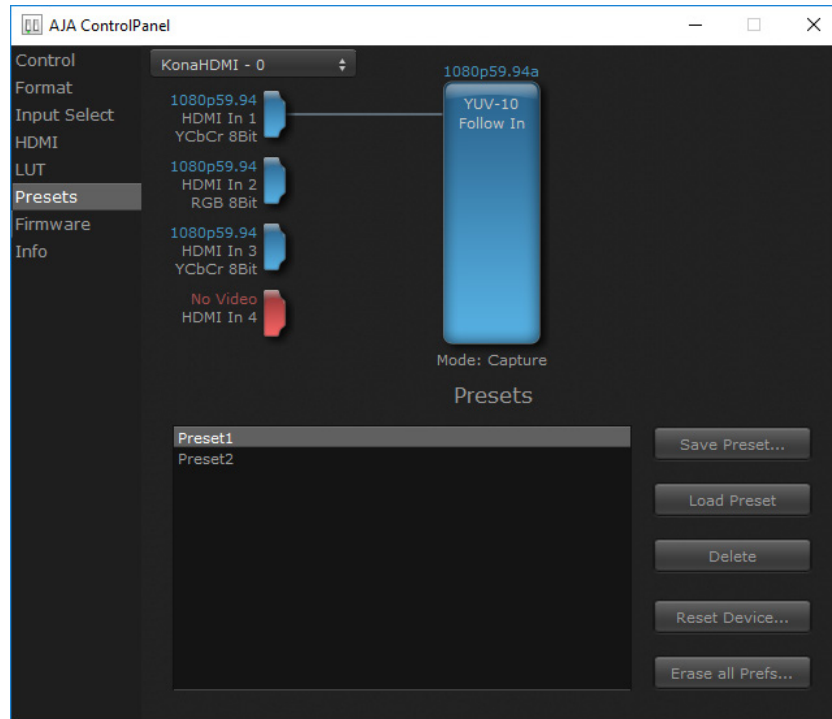 AJA ControlPanel
Control
Format
Input Select
HDMI
LUT
Presets
Firmware
Info
KonaHDMI - 0
1080p59.94
HDMI In 1
YCbCr 8Bit
1080p59.94
HDMI In 2
RGB 8Bit
1080p59.94
HDMI In 3
YCbCr 8Bit
No Video
HDMI In 4
1080p59.94a
YUV-10
Follow In
Mode: Capture
Presets
Preset1
Preset2
Save Preset...
Load Preset
Delete
Reset Device...
Erase all Prefs...